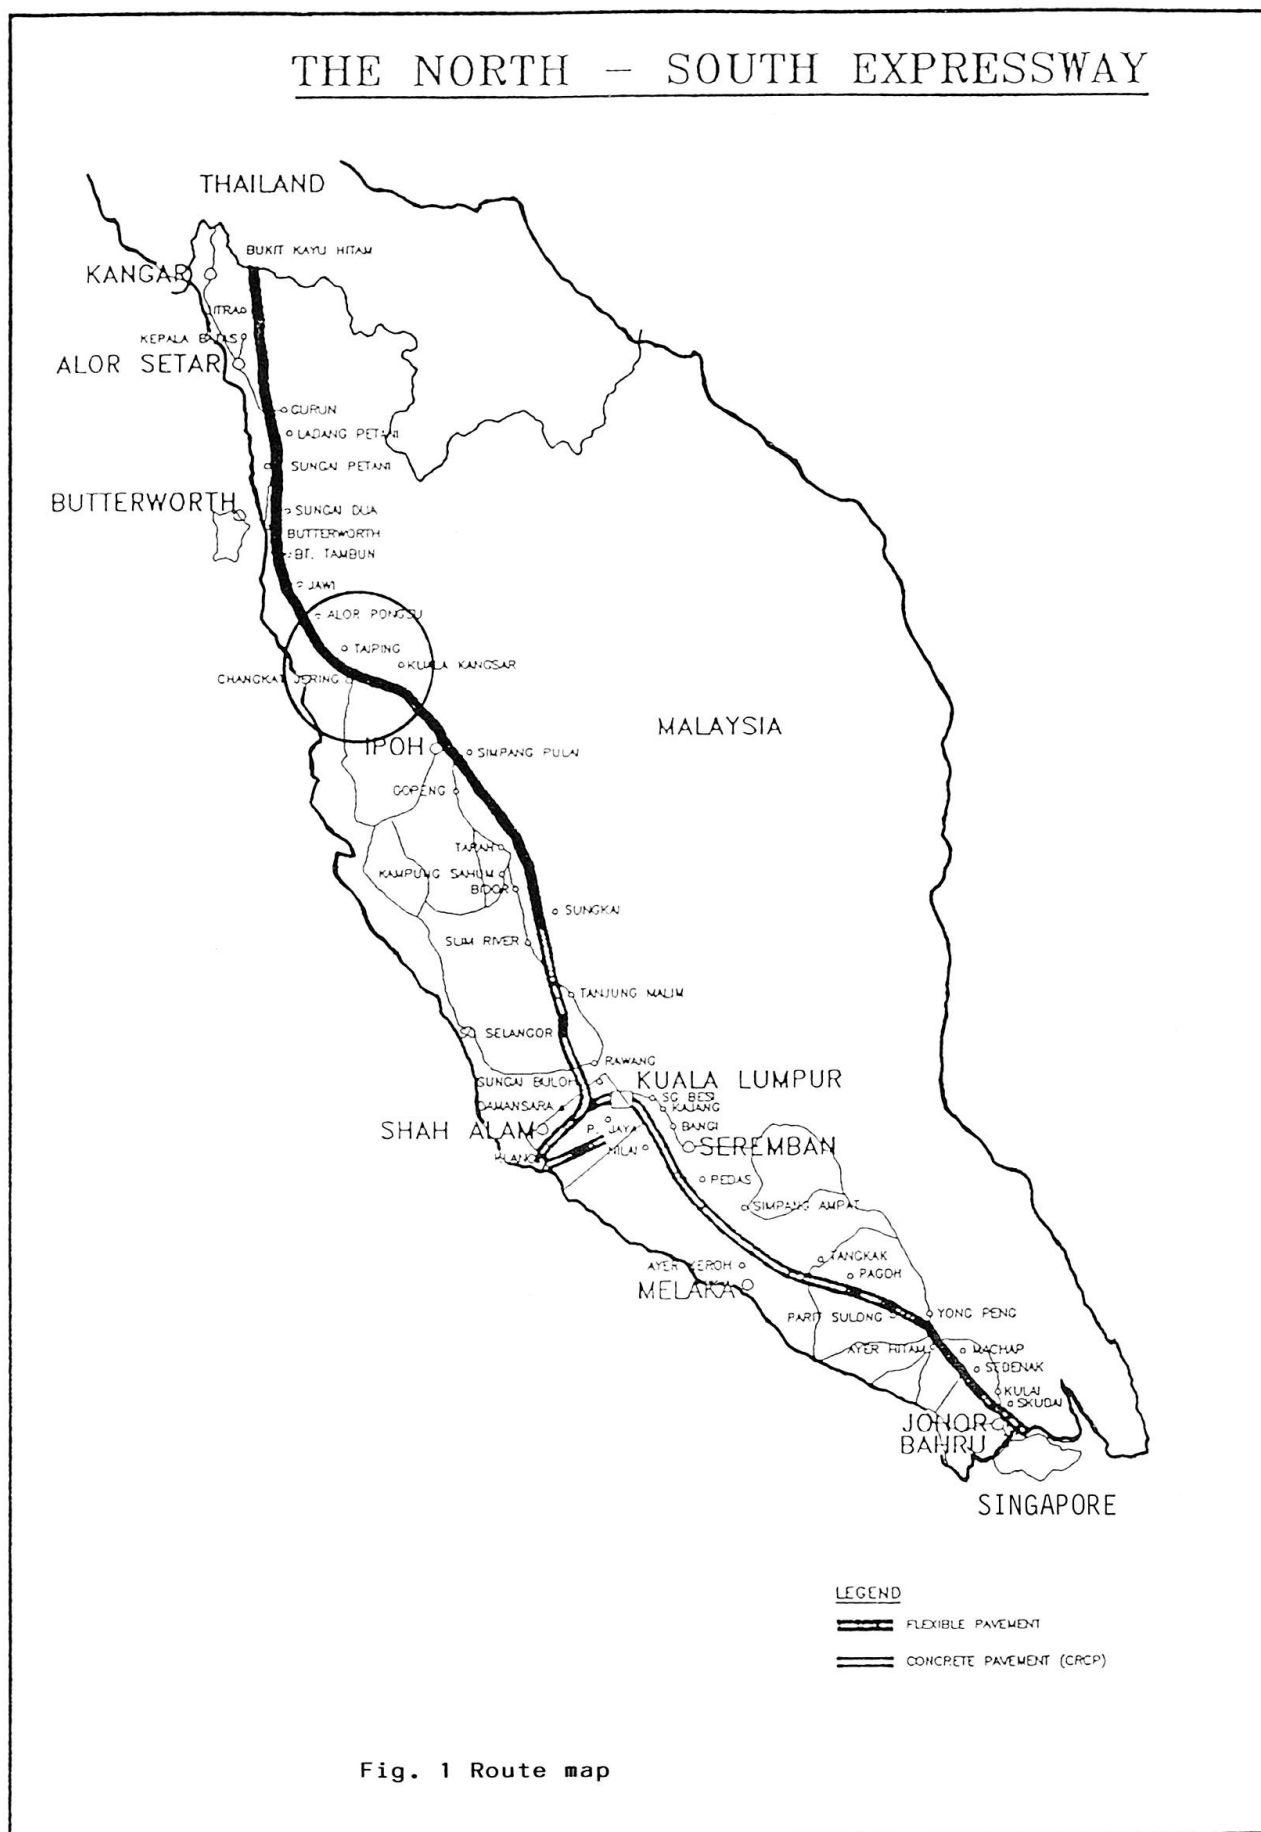 THE NORTH – SOUTH EXPRESSWAY
THAILAND
BUKIT KAYU HITAM
KANGAR
JITRA
KEPALA BATAS
ALOR SETAR
GURUN
LADANG PETANI
SUNGAI PETANI
BUTTERWORTH
SUNGAI DUA
BUTTERWORTH
BT. TAMBUN
JAWI
ALOR PONGSU
TAIPING
KUALA KANGSAR
CHANGKAT JERING
MALAYSIA
IPOH
SIMPANG PULAI
GOPENG
TAPAH
KAMPUNG SAHUM
BIDOR
SUNGKAI
SLIM RIVER
TANJUNG MALIM
SELANGOR
RAWANG
SUNGAI BULOH
KUALA LUMPUR
SG BESI
DAMANSARA
KAJANG
SHAH ALAM
P. JAYA
BANGI
NILAI
SEREMBAN
KLANG
PEDAS
SIMPANG AMPAT
TANGKAK
AYER KEROH
PAGOH
MELAKA
PARIT SULONG
YONG PENG
AYER HITAM
MACHAP
SEDENAK
KULAI
SKUDAI
JOHOR
BAHRU
SINGAPORE
LEGEND
FLEXIBLE PAVEMENT
CONCRETE PAVEMENT (CRCP)
Fig. 1 Route map